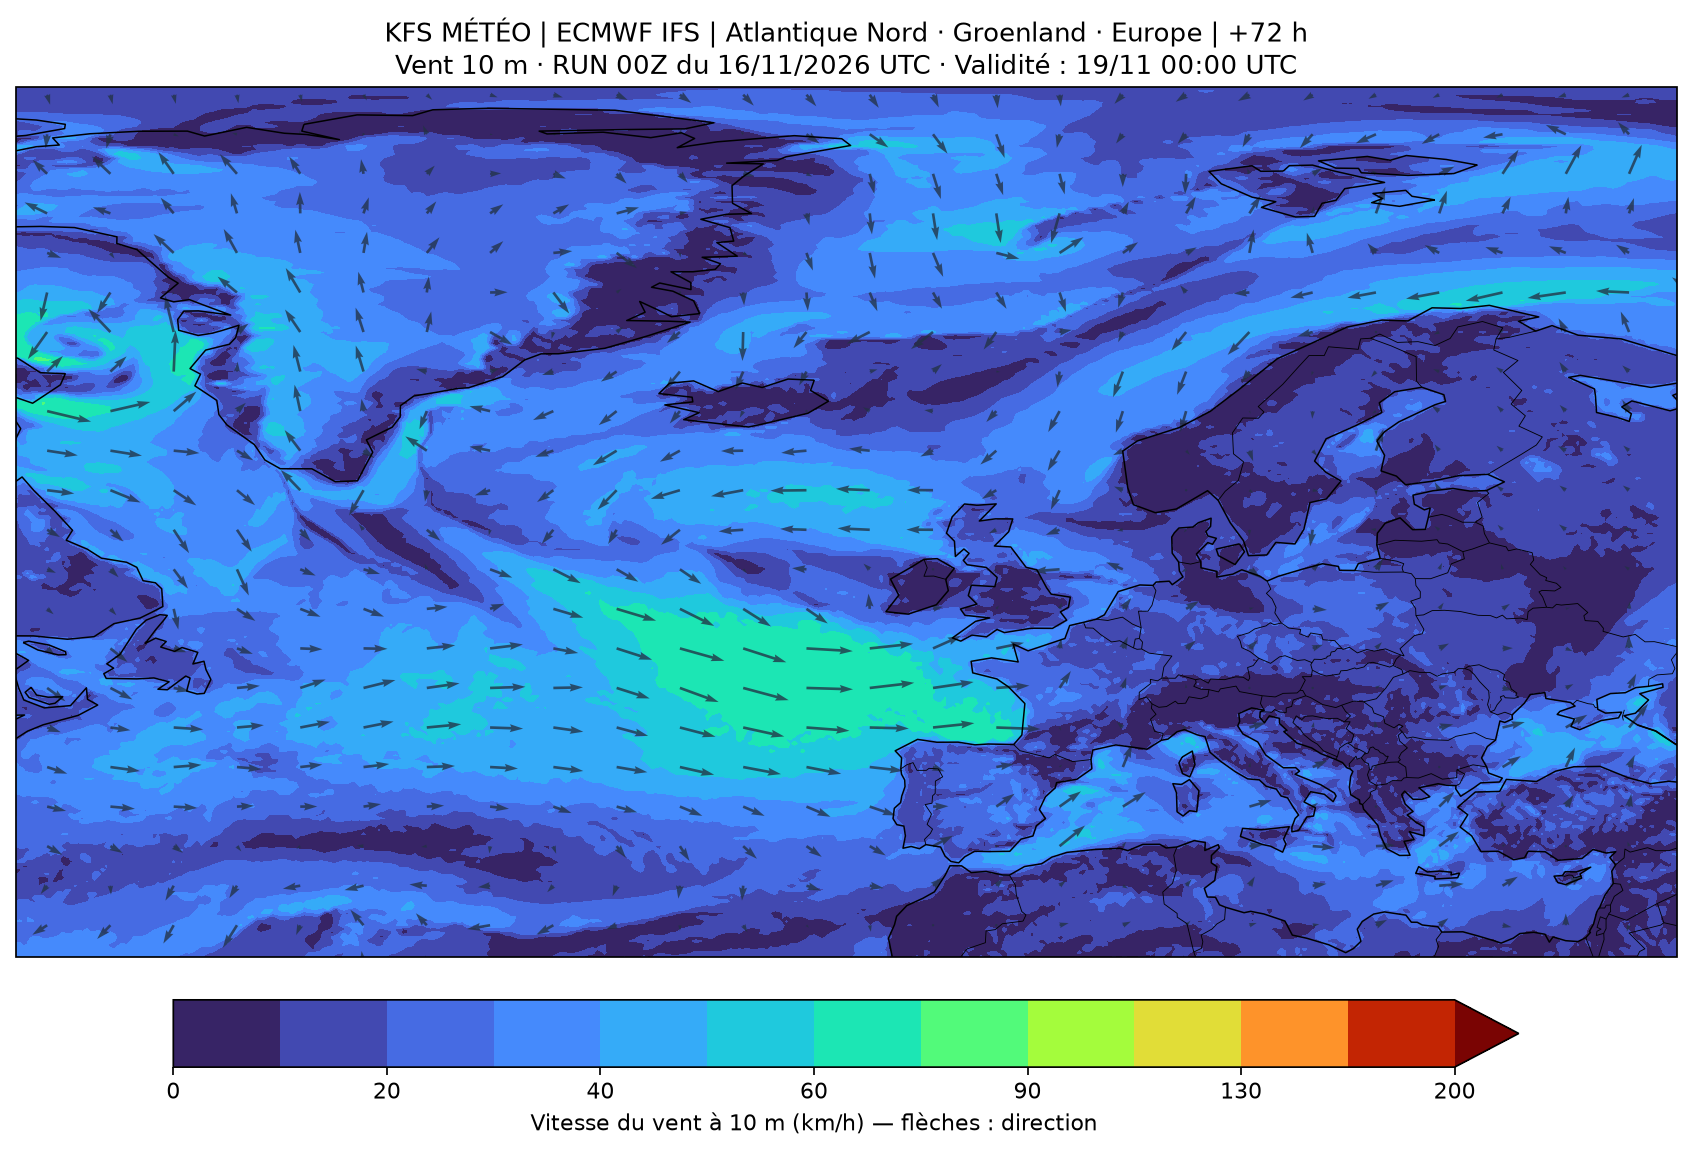 KFS MÉTÉO | ECMWF IFS | Atlantique Nord · Groenland · Europe | +72 h
Vent 10 m · RUN 00Z du 16/11/2026 UTC · Validité : 19/11 00:00 UTC
0 20 40 60 90 130 200
Vitesse du vent à 10 m (km/h) — flèches : direction